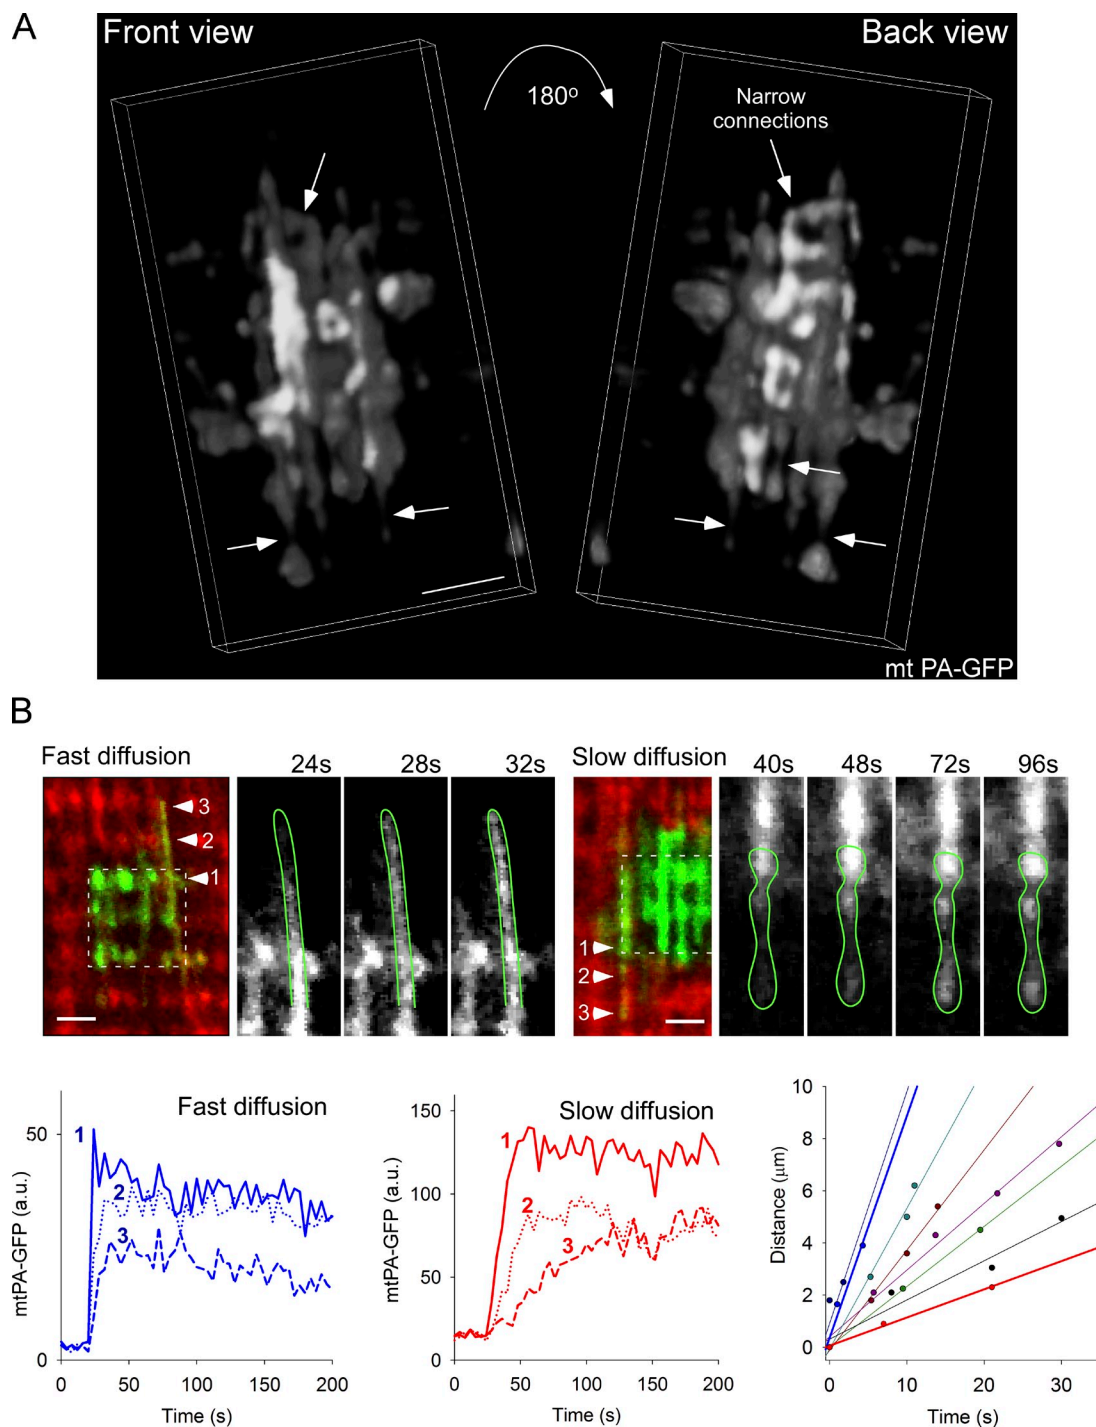 A
Front view
Back view
180º
Narrow
connections
mt PA-GFP
B
Fast diffusion
24s
28s
32s
Slow diffusion
40s
48s
72s
96s
3
2
1
1
2
3
Fast diffusion
1
2
3
50
0
mtPA-GFP (a.u.)
0
50
100
150
200
Time (s)
Slow diffusion
1
2
3
150
100
50
0
mtPA-GFP (a.u.)
0
50
100
150
200
Time (s)
10
8
6
4
2
0
Distance (μm)
0
10
20
30
Time (s)